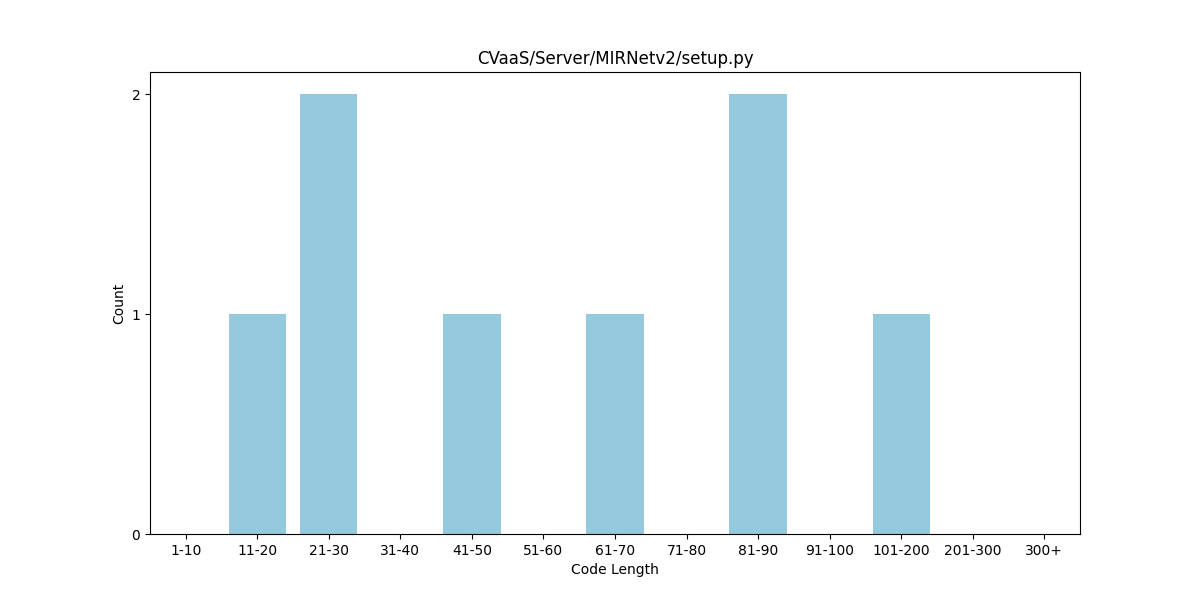 CVaaS/Server/MIRNetv2/setup.py
Count
2
1
0
1-10 11-20 21-30 31-40 41-50 51-60 61-70 71-80 81-90 91-100 101-200 201-300 300+
Code Length